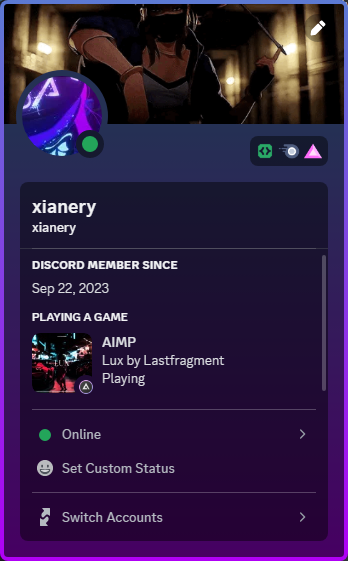 xianery
xianery
DISCORD MEMBER SINCE
Sep 22, 2023
PLAYING A GAME
AIMP
Lux by Lastfragment
Playing
Online
Set Custom Status
Switch Accounts